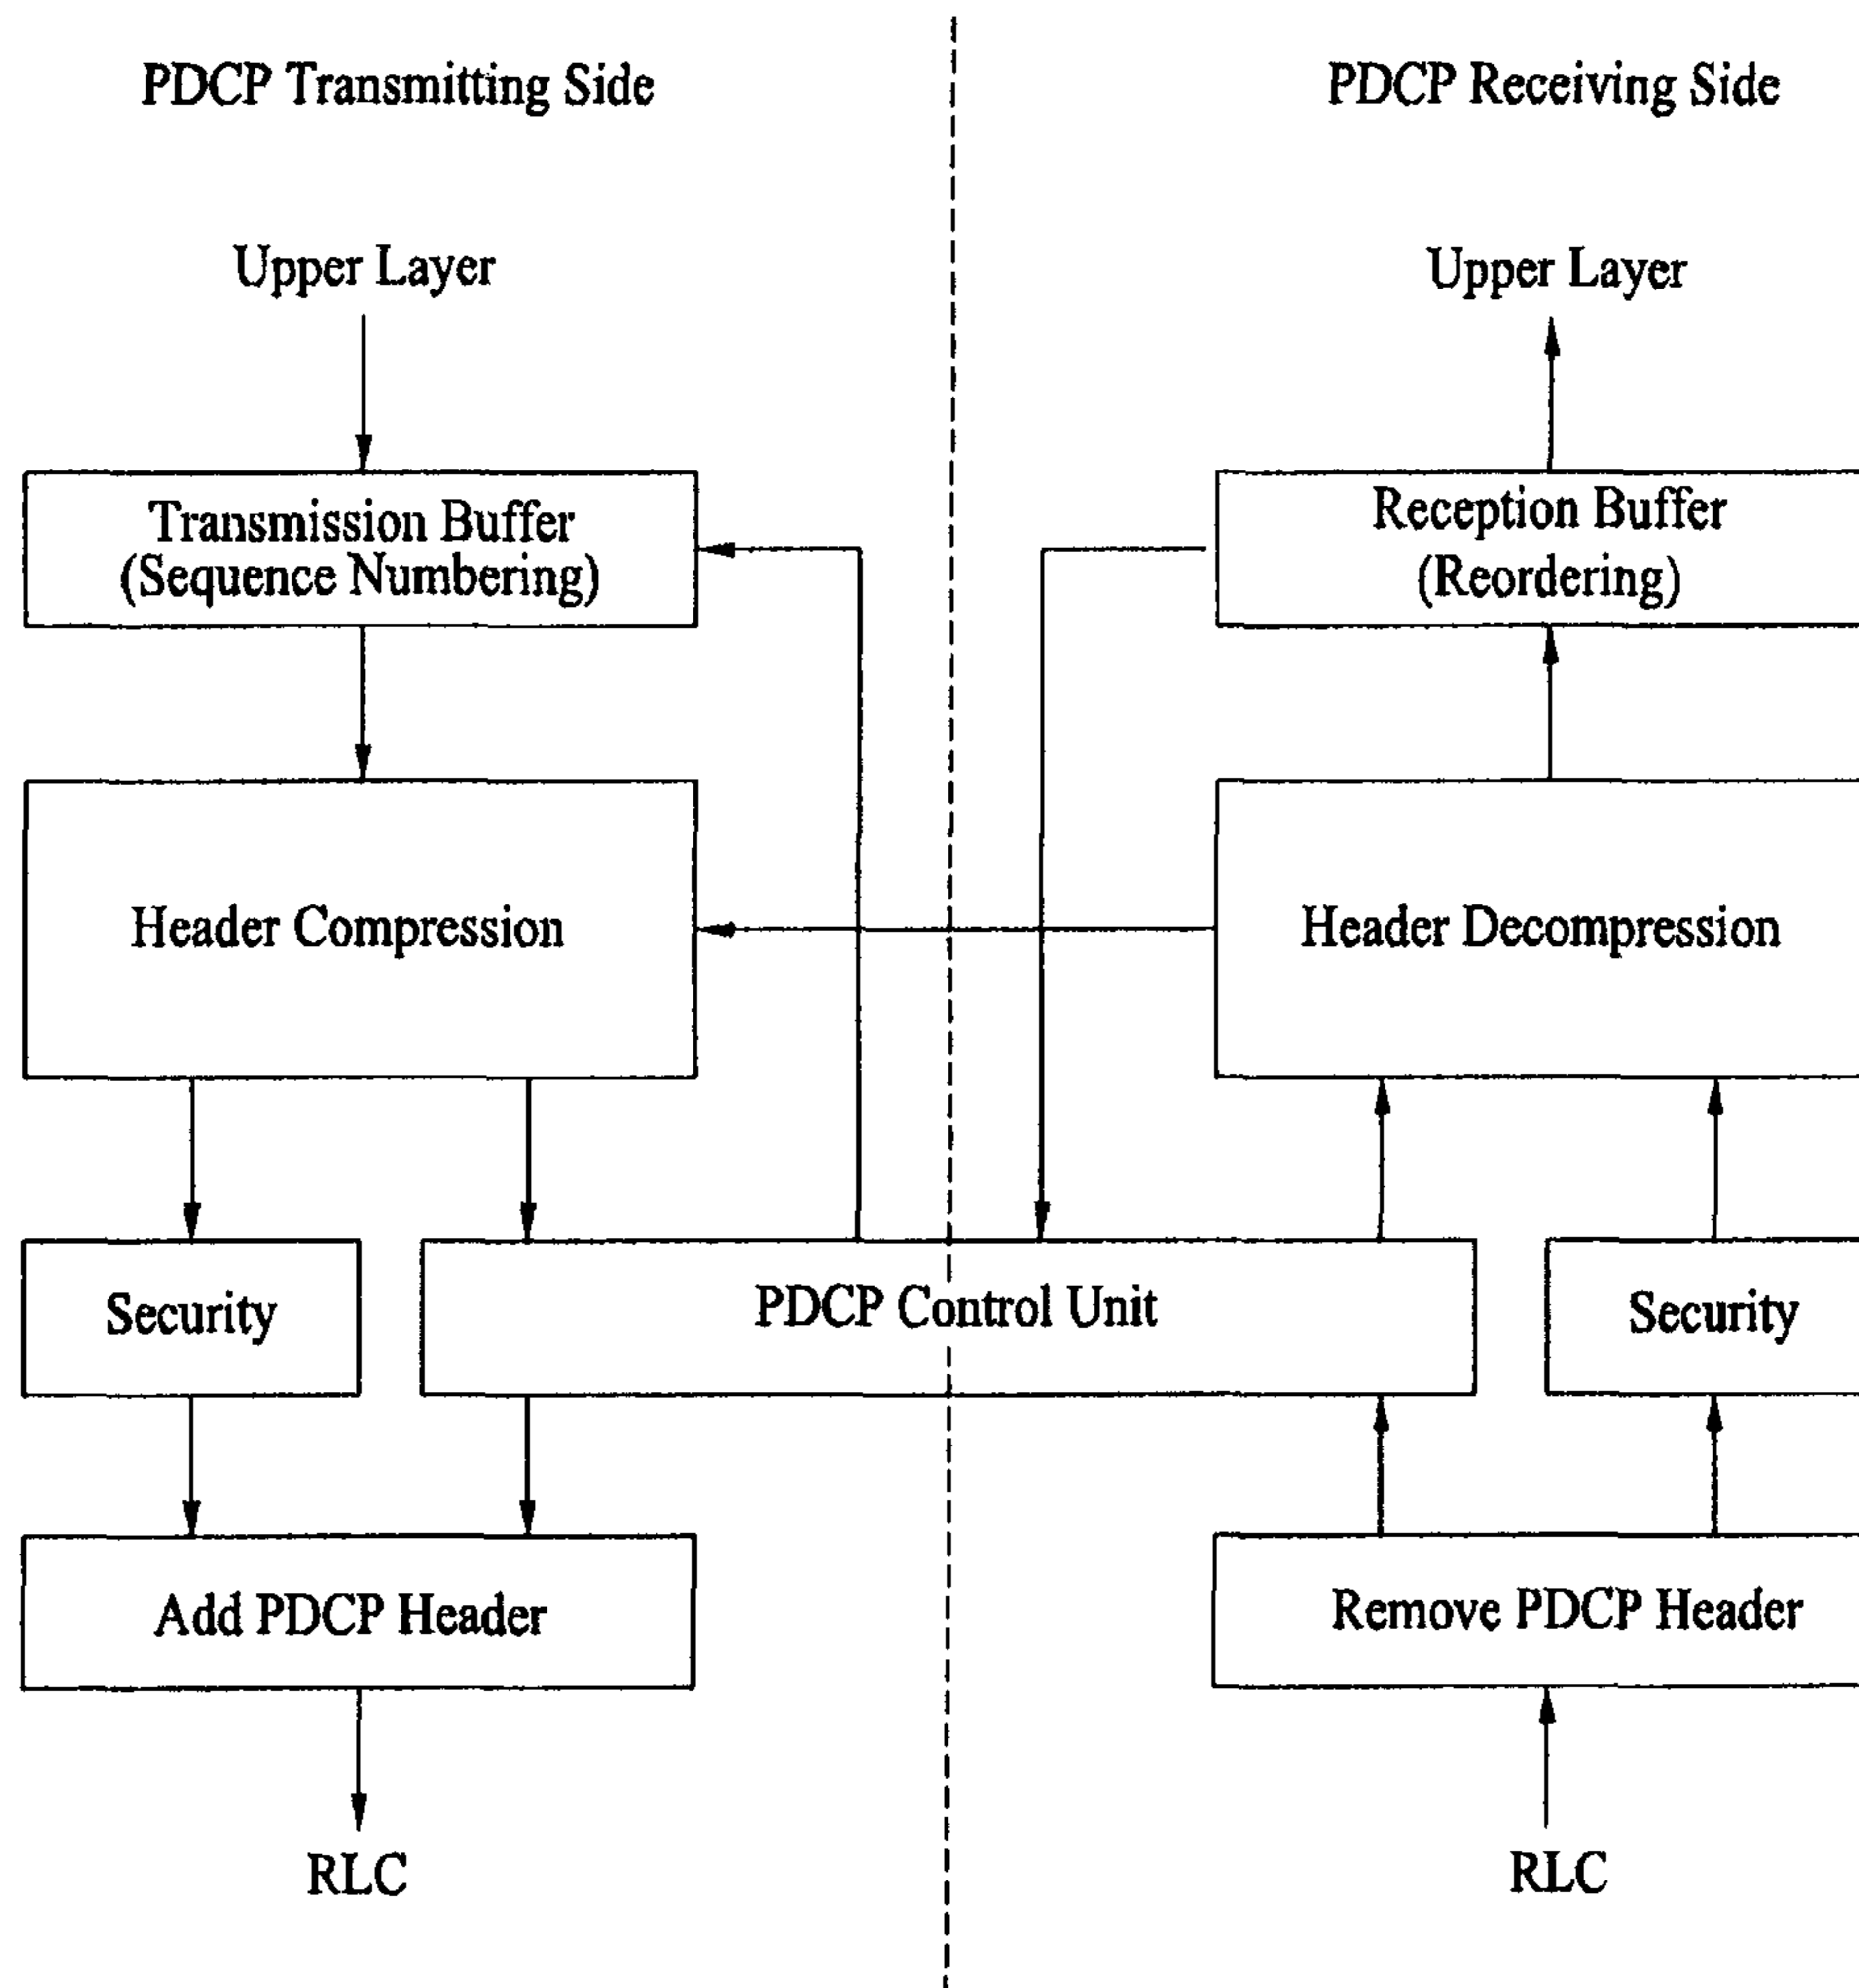 PDCP Transmitting Side
PDCP Receiving Side
Upper Layer
Upper Layer
Transmission Buffer
(Sequence Numbering)
Reception Buffer
(Reordering)
Header Compression
Header Decompression
Security
PDCP Control Unit
Security
Add PDCP Header
Remove PDCP Header
RLC
RLC